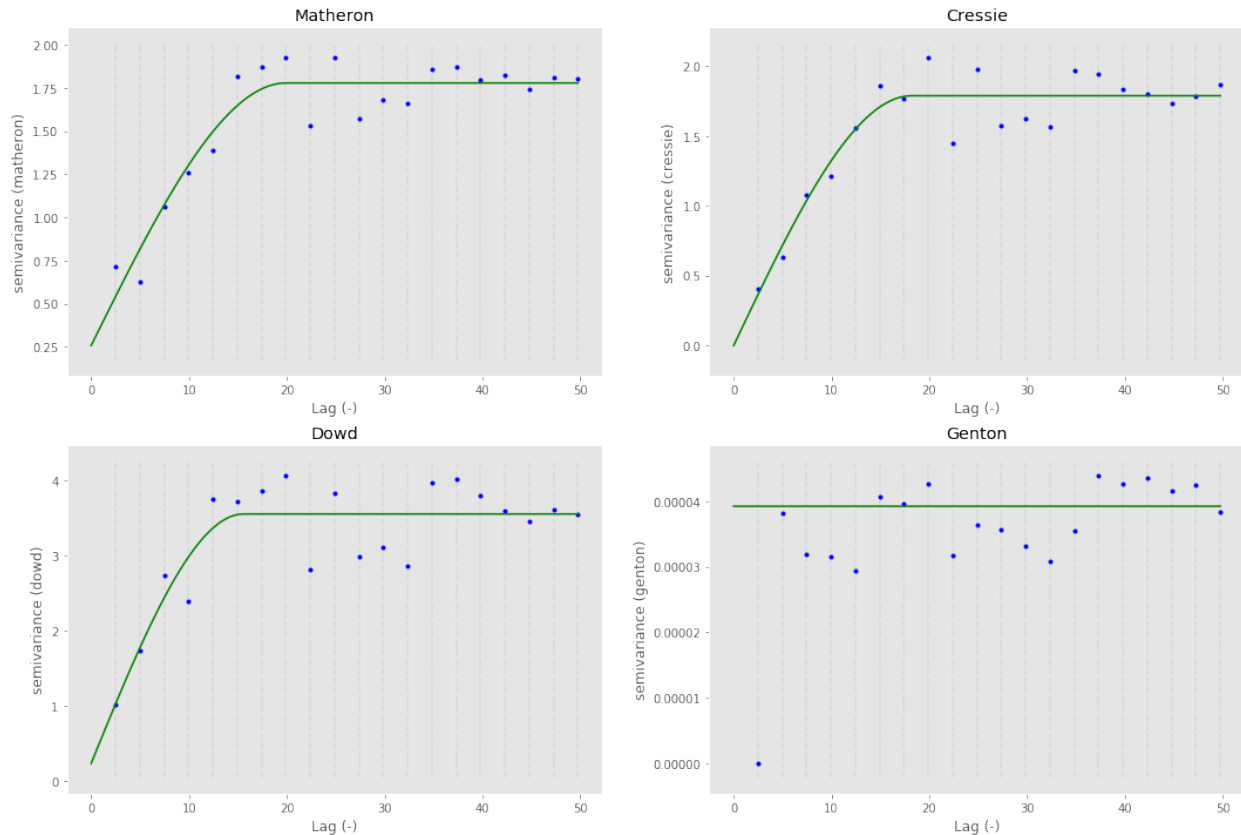 Matheron
semivariance (matheron)
2.00
1.75
1.50
1.25
1.00
0.75
0.50
0.25
0 10 20 30 40 50
Lag (-)
Cressie
semivariance (cressie)
2.0
1.5
1.0
0.5
0.0
0 10 20 30 40 50
Lag (-)
Dowd
semivariance (dowd)
4
3
2
1
0
0 10 20 30 40 50
Lag (-)
Genton
semivariance (genton)
0.00004
0.00003
0.00002
0.00001
0.00000
0 10 20 30 40 50
Lag (-)